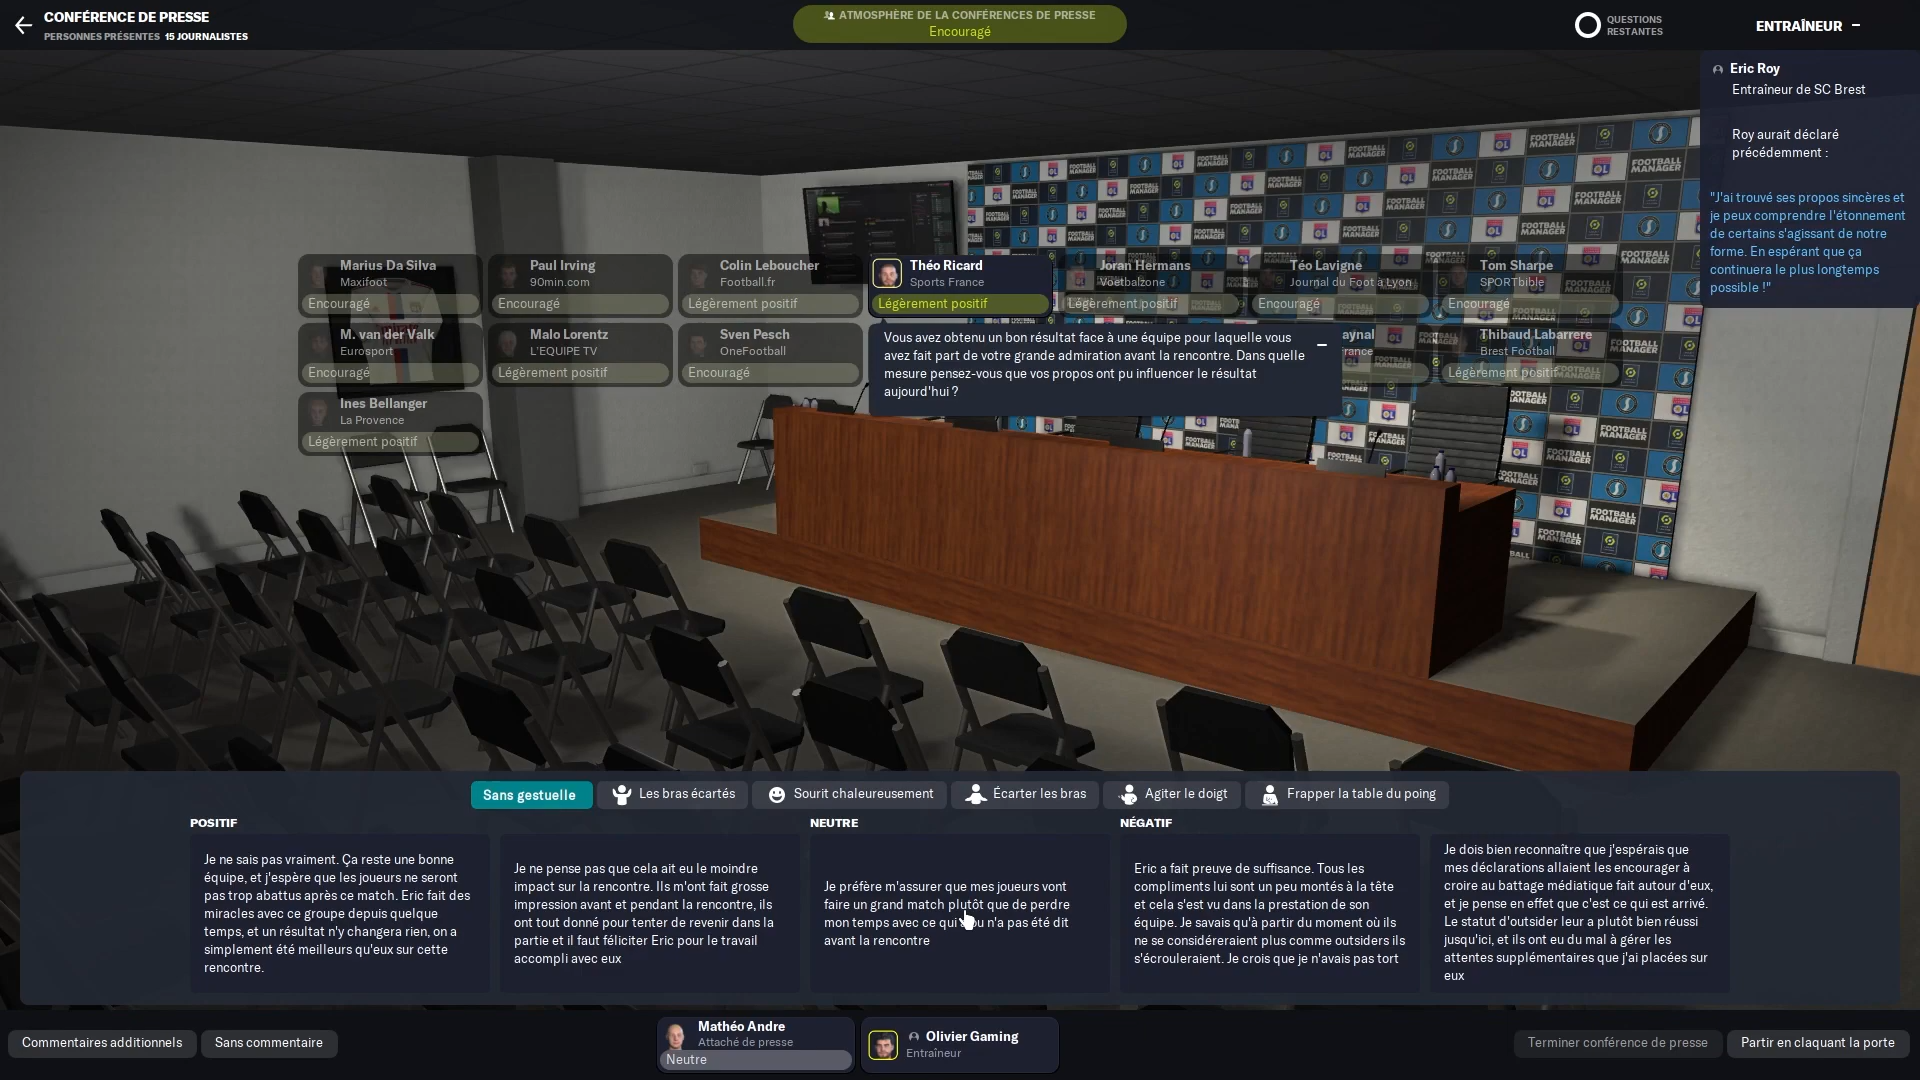 CONFÉRENCE DE PRESSE
PERSONNES PRÉSENTES 15 JOURNALISTES
ATMOSPHÈRE DE LA CONFÉRENCES DE PRESSE
Encouragé
QUESTIONS
RESTANTES
ENTRAÎNEUR
Eric Roy
Entraîneur de SC Brest
Roy aurait déclaré
précédemment :
"J'ai trouvé ses propos sincères et
je peux comprendre l'étonnement
de certains s'agissant de notre
forme. En espérant que ça
continuera le plus longtemps
possible !"
Marius Da Silva
Maxifoot
Encouragé
Paul Irving
90min.com
Encouragé
Colin Leboucher
Football.fr
Légèrement positif
Théo Ricard
Sports France
Légèrement positif
Joran Hermans
Voetbalzone
Légèrement positif
Téo Lavigne
Journal du Foot à Lyon
Encouragé
Tom Sharpe
SPORTbible
Encouragé
M. van der Valk
Eurosport
Encouragé
Malo Lorentz
L'EQUIPE TV
Légèrement positif
Sven Pesch
OneFootball
Encouragé
Vous avez obtenu un bon résultat face à une équipe pour laquelle vous
avez fait part de votre grande admiration avant la rencontre. Dans quelle
mesure pensez-vous que vos propos ont pu influencer le résultat
aujourd'hui ?
Thibaud Labarrere
Brest Football
Légèrement positif
Ines Bellanger
La Provence
Légèrement positif
FOOTBALL MANAGER
Sans gestuelle
Les bras écartés
Sourit chaleureusement
Écarter les bras
Agiter le doigt
Frapper la table du poing
POSITIF
NEUTRE
NÉGATIF
Je ne sais pas vraiment. Ça reste une bonne
équipe, et j'espère que les joueurs ne seront
pas trop abattus après ce match. Eric fait des
miracles avec ce groupe depuis quelque
temps, et un résultat n'y changera rien, on a
simplement été meilleurs qu'eux sur cette
rencontre.
Je ne pense pas que cela ait eu le moindre
impact sur la rencontre. Ils m'ont fait grosse
impression avant et pendant la rencontre, ils
ont tout donné pour tenter de revenir dans la
partie et il faut féliciter Eric pour le travail
accompli avec eux
Je préfère m'assurer que mes joueurs vont
faire un grand match plutôt que de perdre
mon temps avec ce qui ou n'a pas été dit
avant la rencontre
Eric a fait preuve de suffisance. Tous les
compliments lui sont un peu montés à la tête
et cela s'est vu dans la prestation de son
équipe. Je savais qu'à partir du moment où ils
ne se considéreraient plus comme outsiders ils
s'écrouleraient. Je crois que je n'avais pas tort
Je dois bien reconnaître que j'espérais que
mes déclarations allaient les encourager à
croire au battage médiatique fait autour d'eux,
et je pense en effet que c'est ce qui est arrivé.
Le statut d'outsider leur a plutôt bien réussi
jusqu'ici, et ils ont eu du mal à gérer les
attentes supplémentaires que j'ai placées sur
eux
Commentaires additionnels
Sans commentaire
Mathéo Andre
Attaché de presse
Neutre
Olivier Gaming
Entraîneur
Terminer conférence de presse
Partir en claquant la porte